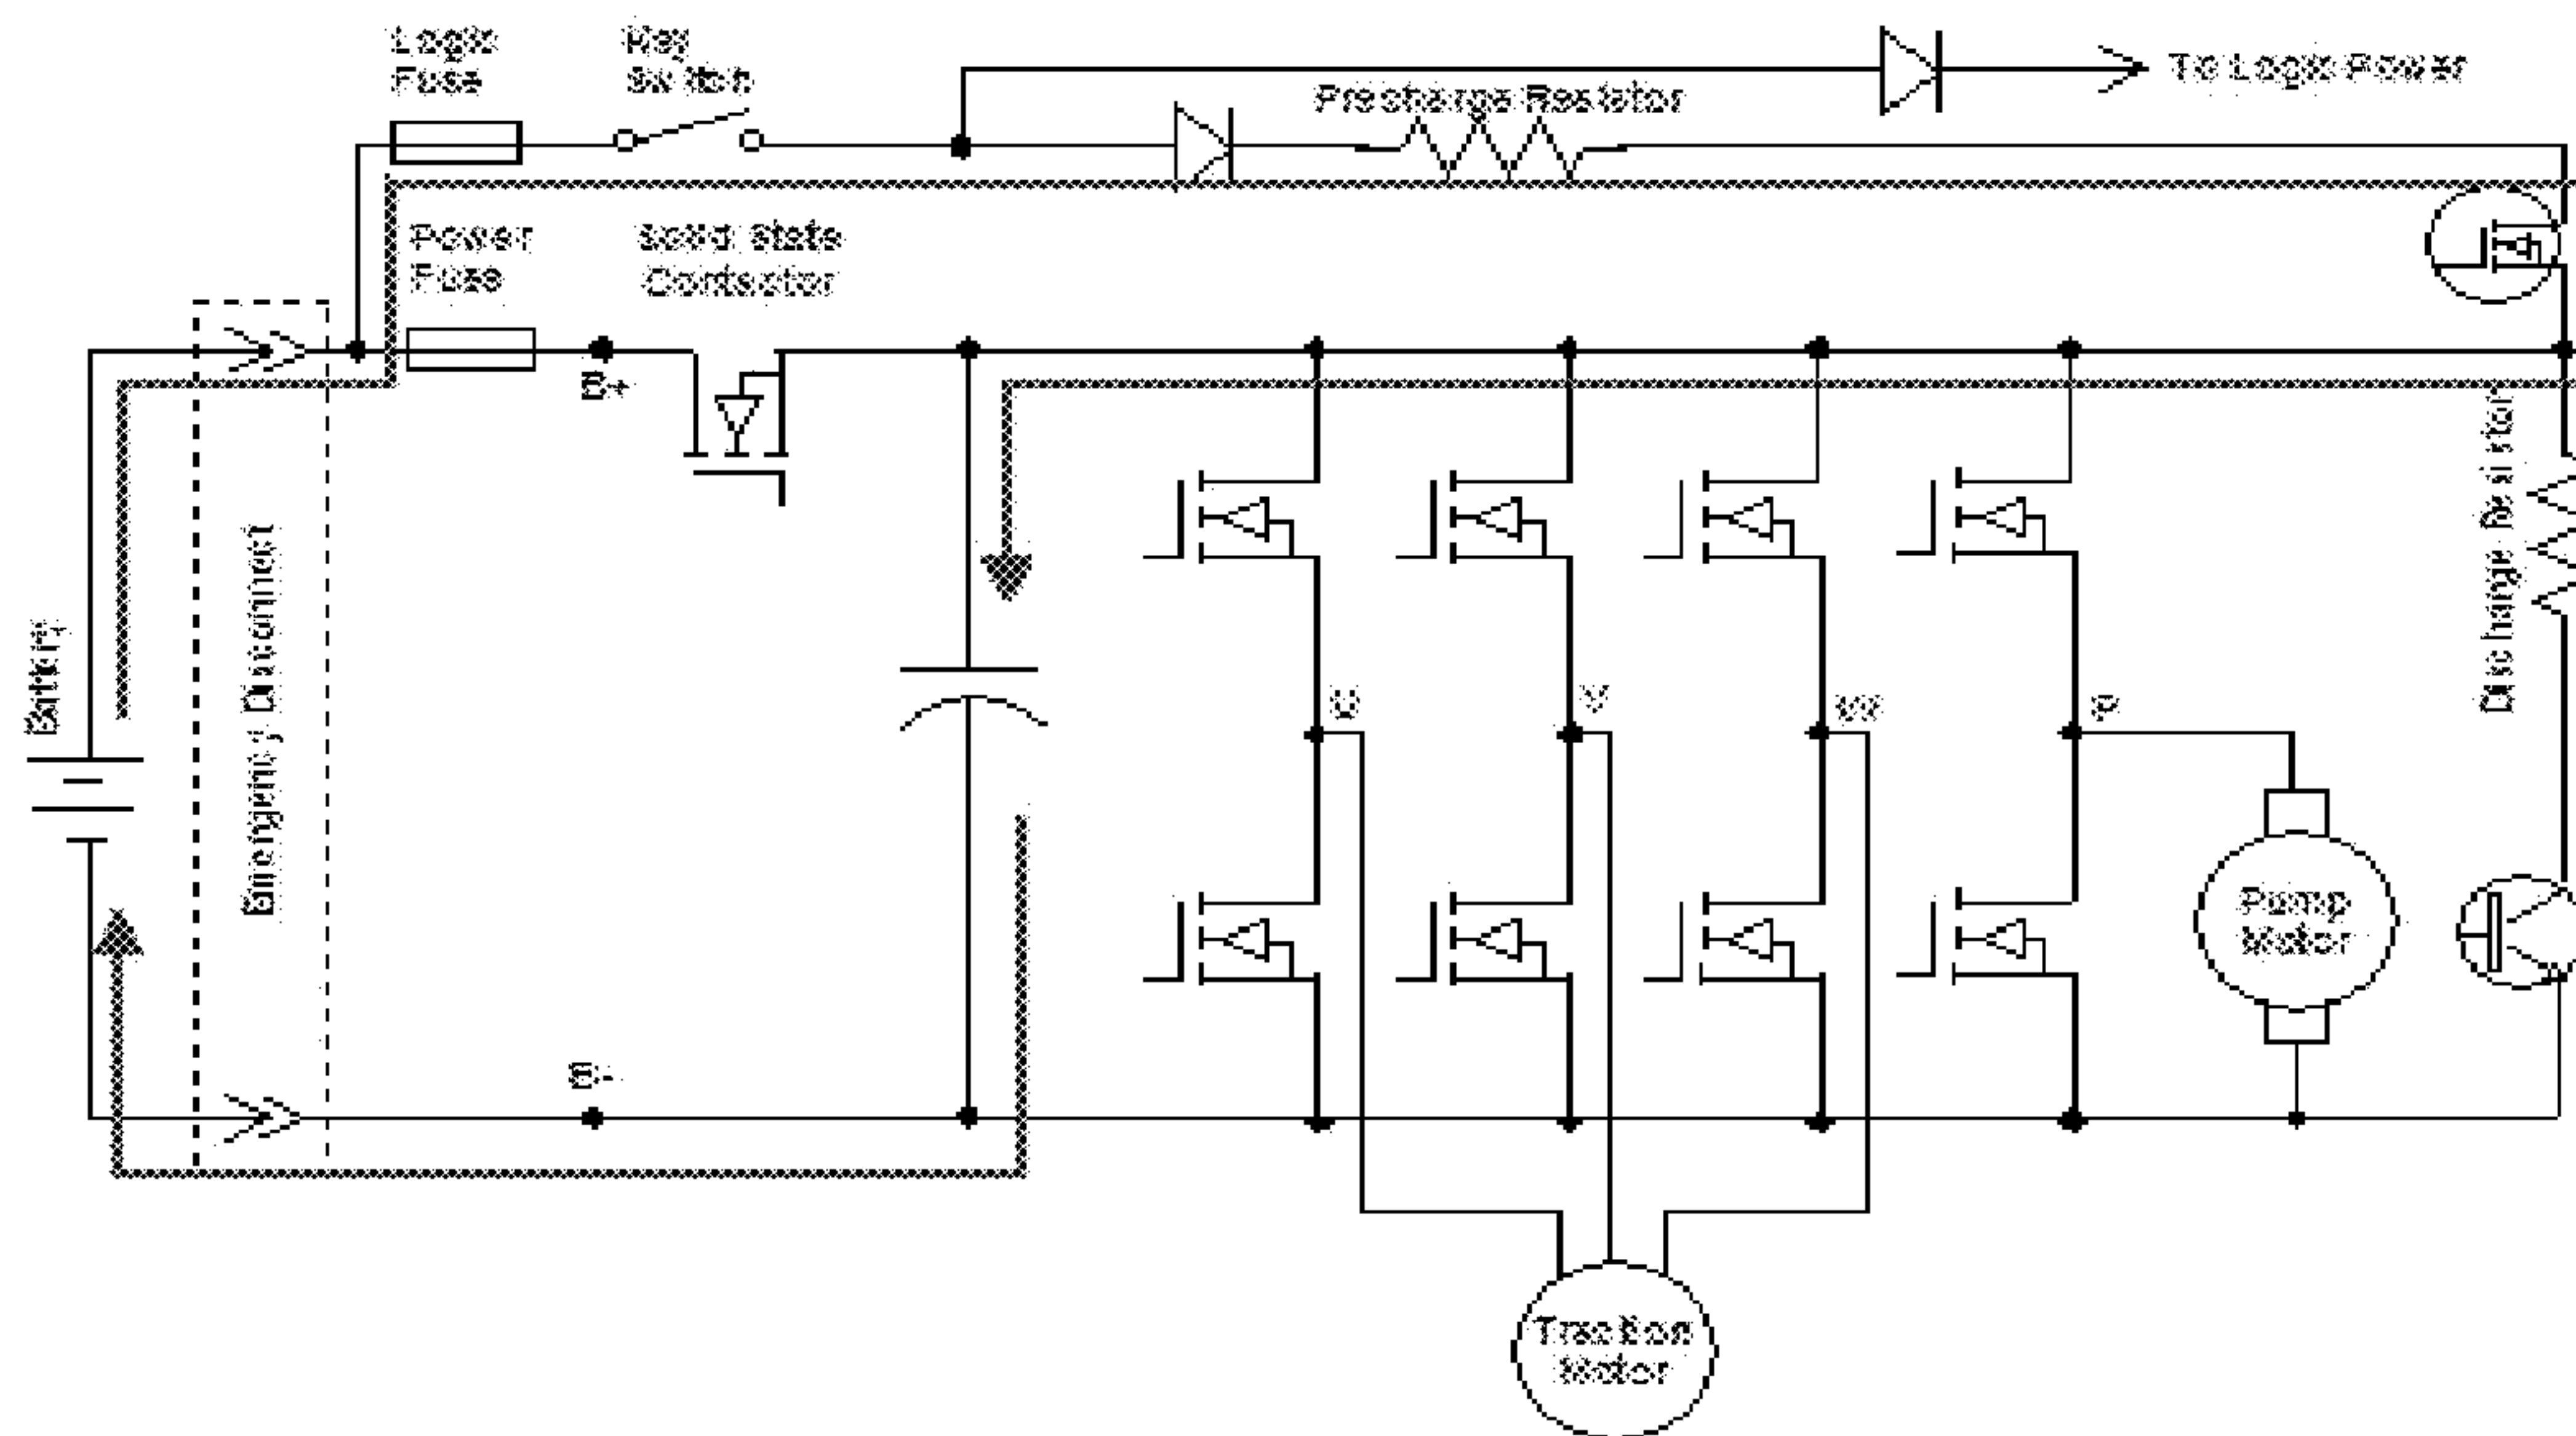 Logic
Fuse
Key
Switch
Precharge Resistor
To Logic Power
Power
Fuse
Solid State
Contactor
B+
Battery
Emergency Disconnect
Discharge Resistor
U
V
W
P
Pump
Motor
B-
Traction
Motor